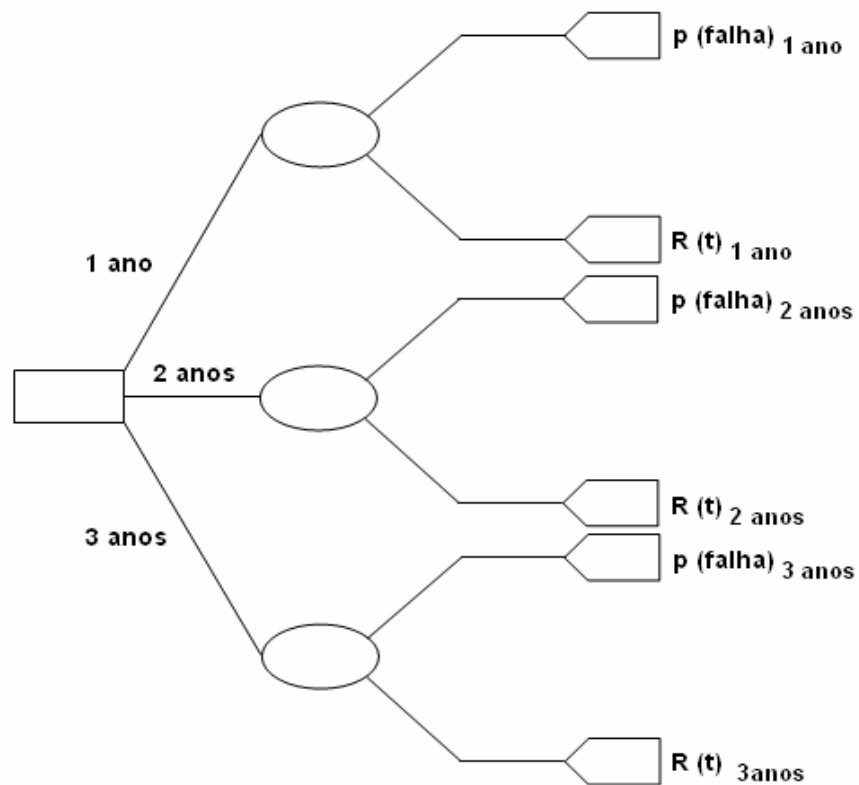 p (falha) 1 ano
1 ano
R (t) 1 ano
p (falha) 2 anos
2 anos
R (t) 2 anos
3 anos
p (falha) 3 anos
R (t) 3anos